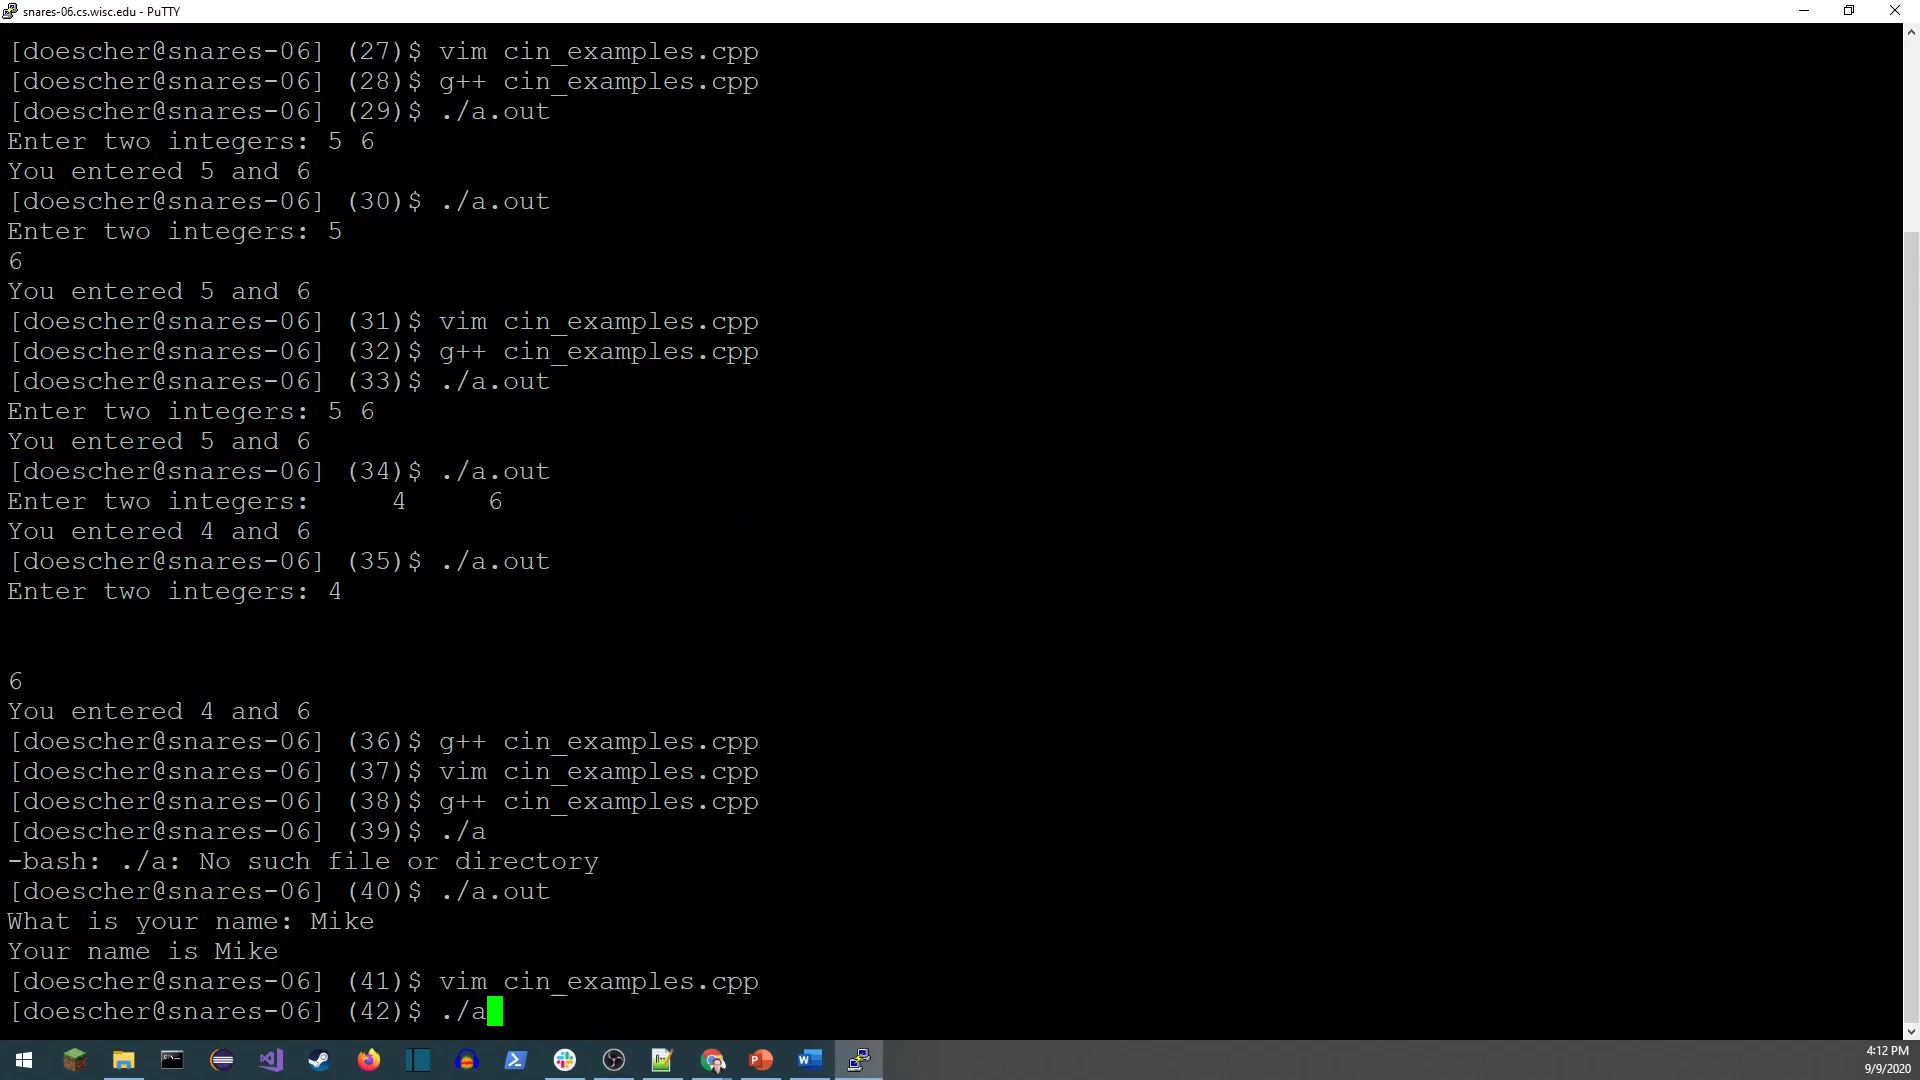 snares-06.cs.wisc.edu - PuTTY
[doescher@snares-06] (27)$ vim cin_examples.cpp
[doescher@snares-06] (28)$ g++ cin_examples.cpp
[doescher@snares-06] (29)$ ./a.out
Enter two integers: 5 6
You entered 5 and 6
[doescher@snares-06] (30)$ ./a.out
Enter two integers: 5
6
You entered 5 and 6
[doescher@snares-06] (31)$ vim cin_examples.cpp
[doescher@snares-06] (32)$ g++ cin_examples.cpp
[doescher@snares-06] (33)$ ./a.out
Enter two integers: 5 6
You entered 5 and 6
[doescher@snares-06] (34)$ ./a.out
Enter two integers:     4     6
You entered 4 and 6
[doescher@snares-06] (35)$ ./a.out
Enter two integers: 4
6
You entered 4 and 6
[doescher@snares-06] (36)$ g++ cin_examples.cpp
[doescher@snares-06] (37)$ vim cin_examples.cpp
[doescher@snares-06] (38)$ g++ cin_examples.cpp
[doescher@snares-06] (39)$ ./a
-bash: ./a: No such file or directory
[doescher@snares-06] (40)$ ./a.out
What is your name: Mike
Your name is Mike
[doescher@snares-06] (41)$ vim cin_examples.cpp
[doescher@snares-06] (42)$ ./a
4:12 PM
9/9/2020